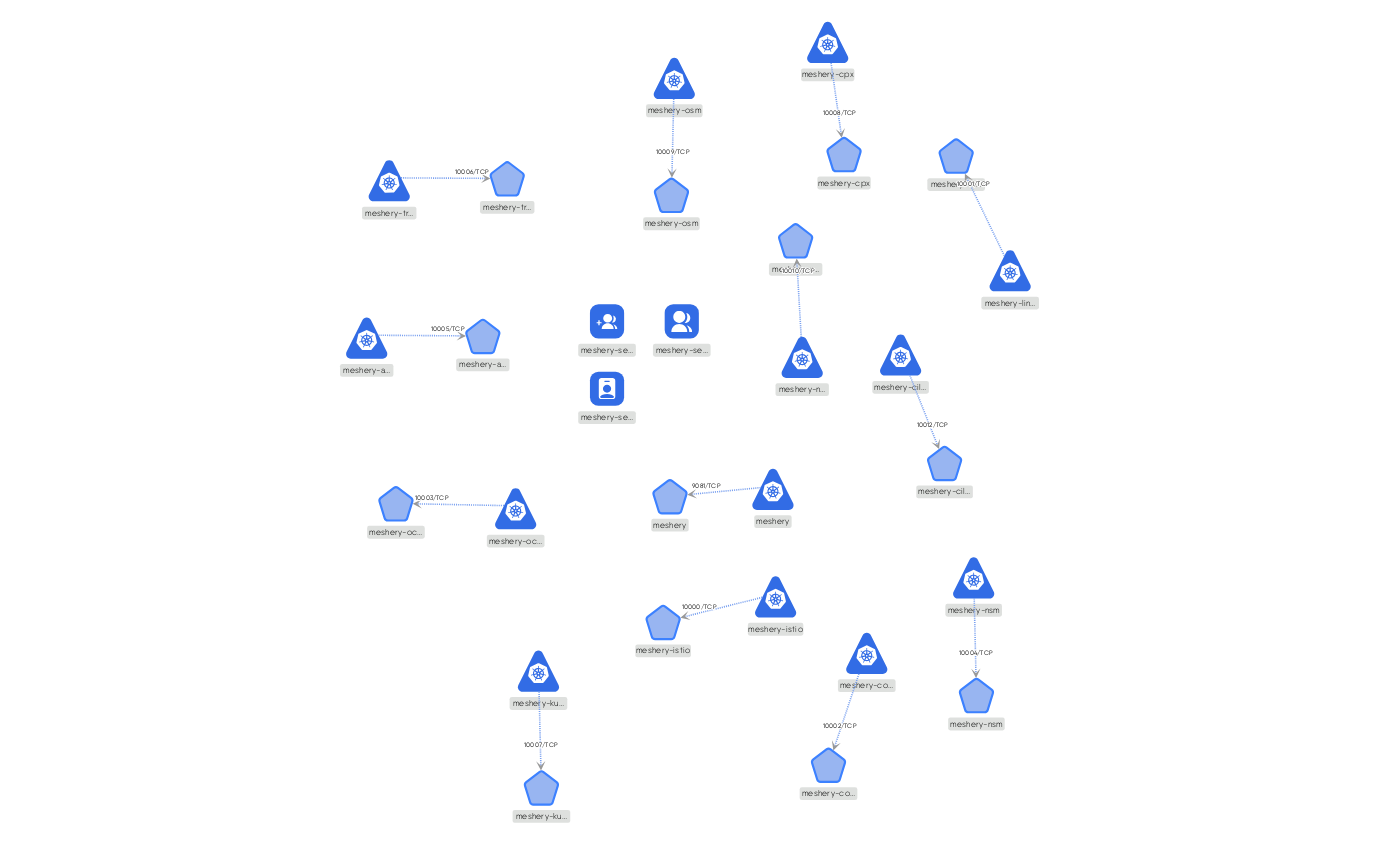 meshery-cpx
meshery-osm
10008/TCP
10009/TCP
10006/TCP
meshery-cpx
10001/TCP
meshery-tr...
meshery-tr...
meshery-osm
10010/TCP
meshery-lin...
10005/TCP
meshery-se...
meshery-se...
meshery-a...
meshery-a...
meshery-n...
meshery-cil...
meshery-se...
10012/TCP
9081/TCP
meshery-cil...
10003/TCP
meshery
meshery
meshery-oc...
meshery-oc...
10000/TCP
meshery-nsm
meshery-istio
meshery-istio
10004/TCP
meshery-co...
meshery-ku...
meshery-nsm
10002/TCP
10007/TCP
meshery-co...
meshery-ku...